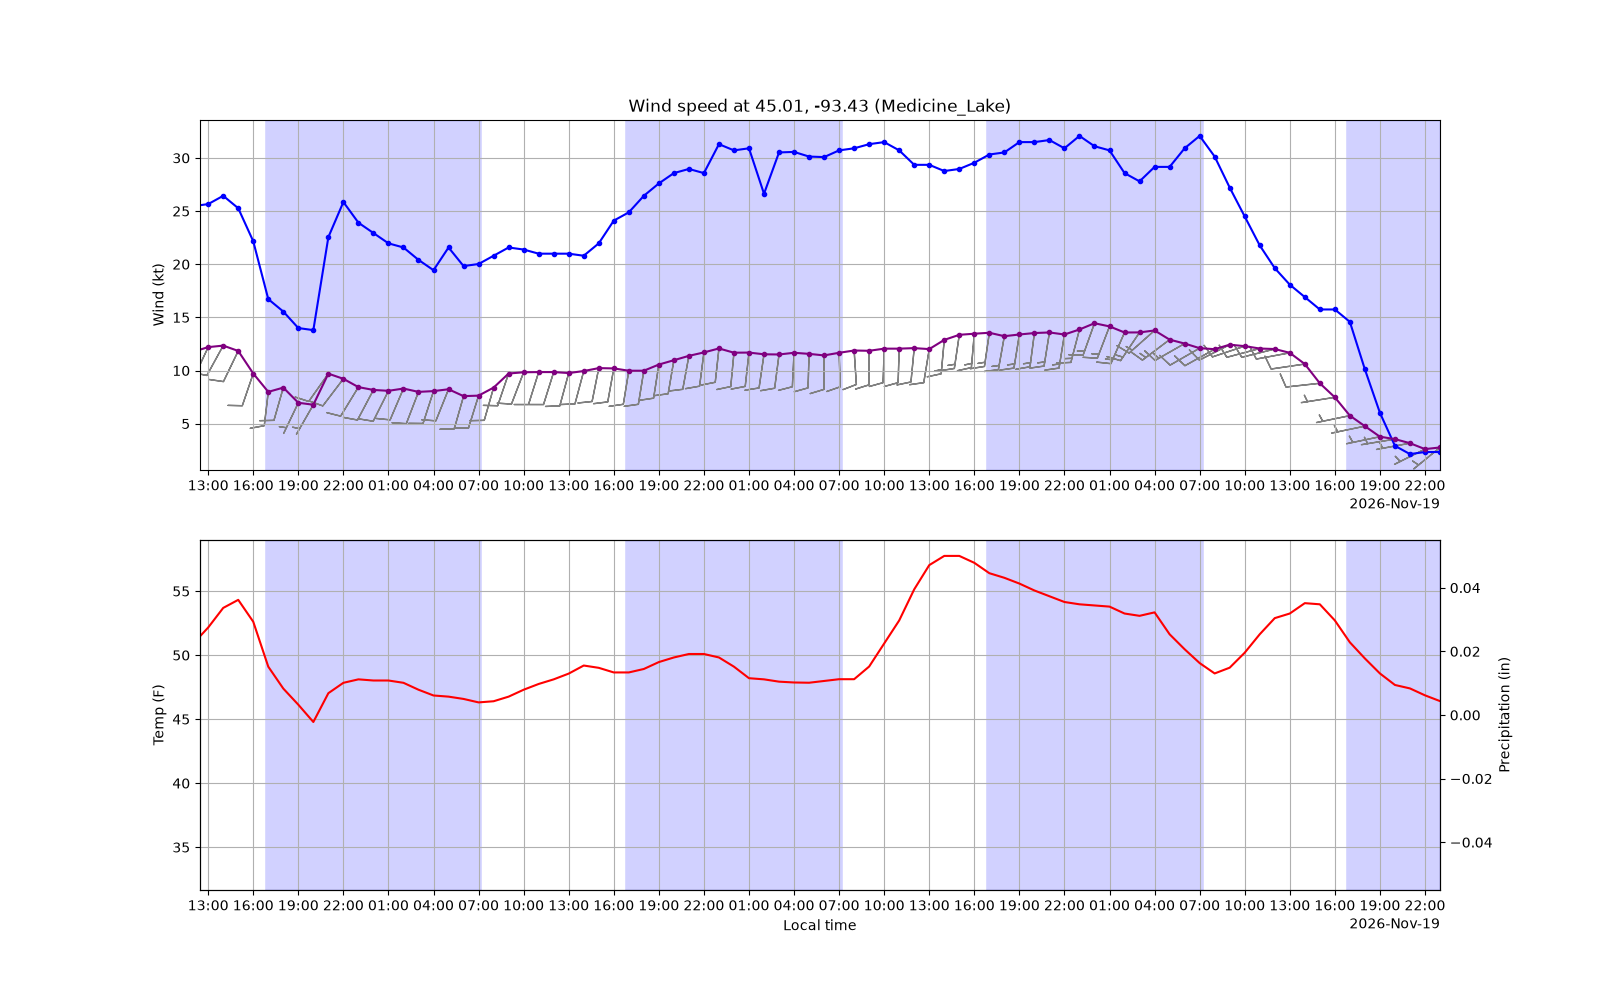 Wind speed at 45.01, -93.43 (Medicine_Lake)
30
25
20
15
10
5
Wind (kt)
13:00 16:00 19:00 22:00 01:00 04:00 07:00 10:00 13:00 16:00 19:00 22:00 01:00 04:00 07:00 10:00 13:00 16:00 19:00 22:00 01:00 04:00 07:00 10:00 13:00 16:00 19:00 22:00
2026-Nov-19
55
50
45
40
35
Temp (F)
0.04
0.02
0.00
−0.02
−0.04
Precipitation (in)
13:00 16:00 19:00 22:00 01:00 04:00 07:00 10:00 13:00 16:00 19:00 22:00 01:00 04:00 07:00 10:00 13:00 16:00 19:00 22:00 01:00 04:00 07:00 10:00 13:00 16:00 19:00 22:00
Local time
2026-Nov-19